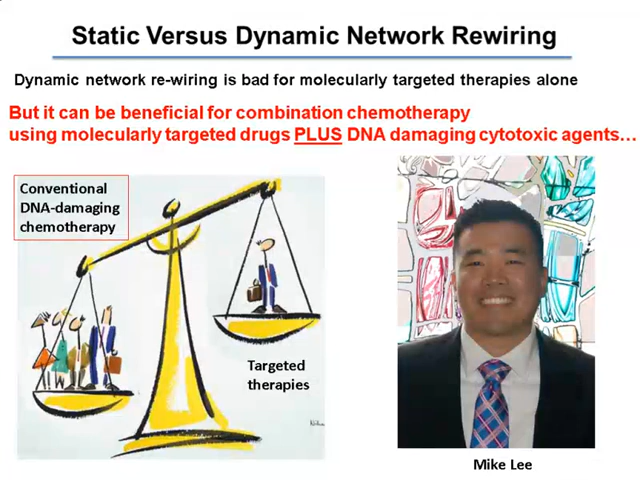 Static Versus Dynamic Network Rewiring
Dynamic network re-wiring is bad for molecularly targeted therapies alone
But it can be beneficial for combination chemotherapy
using molecularly targeted drugs PLUS DNA damaging cytotoxic agents…
Conventional
DNA-damaging
chemotherapy
Targeted
therapies
Mike Lee